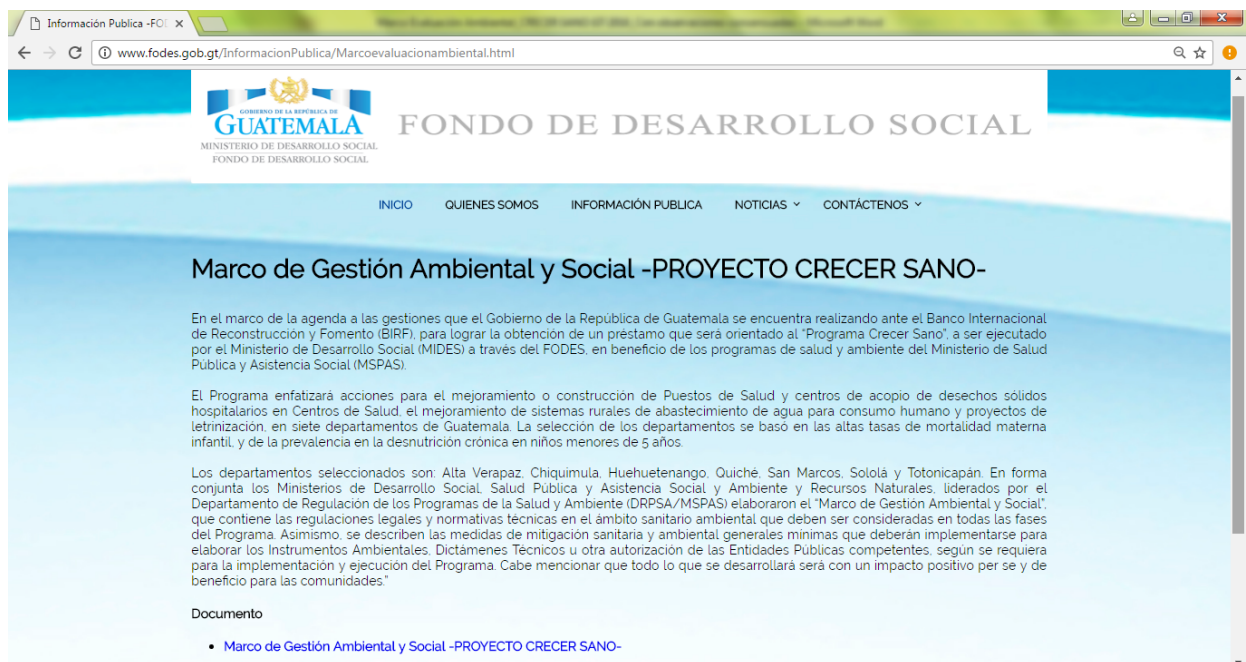 Información Publica -FO
www.fodes.gob.gt/InformacionPublica/Marcoevaluacionambiental.html
GOBIERNO DE LA REPÚBLICA DE
GUATEMALA
MINISTERIO DE DESARROLLO SOCIAL
FONDO DE DESARROLLO SOCIAL
FONDO DE DESARROLLO SOCIAL
INICIO QUIENES SOMOS INFORMACIÓN PUBLICA NOTICIAS CONTÁCTENOS
Marco de Gestión Ambiental y Social -PROYECTO CRECER SANO-
En el marco de la agenda a las gestiones que el Gobierno de la República de Guatemala se encuentra realizando ante el Banco Internacional
de Reconstrucción y Fomento (BIRF), para lograr la obtención de un préstamo que será orientado al “Programa Crecer Sano”, a ser ejecutado
por el Ministerio de Desarrollo Social (MIDES) a través del FODES, en beneficio de los programas de salud y ambiente del Ministerio de Salud
Pública y Asistencia Social (MSPAS).
El Programa enfatizará acciones para el mejoramiento o construcción de Puestos de Salud y centros de acopio de desechos sólidos
hospitalarios en Centros de Salud, el mejoramiento de sistemas rurales de abastecimiento de agua para consumo humano y proyectos de
letrinización, en siete departamentos de Guatemala. La selección de los departamentos se basó en las altas tasas de mortalidad materna
infantil, y de la prevalencia en la desnutrición crónica en niños menores de 5 años.
Los departamentos seleccionados son: Alta Verapaz, Chiquimula, Huehuetenango, Quiché, San Marcos, Sololá y Totonicapán. En forma
conjunta los Ministerios de Desarrollo Social, Salud Pública y Asistencia Social y Ambiente y Recursos Naturales, liderados por el
Departamento de Regulación de los Programas de la Salud y Ambiente (DRPSA/MSPAS) elaboraron el “Marco de Gestión Ambiental y Social”,
que contiene las regulaciones legales y normativas técnicas en el ámbito sanitario ambiental que deben ser consideradas en todas las fases
del Programa. Asimismo, se describen las medidas de mitigación sanitaria y ambiental generales mínimas que deberán implementarse para
elaborar los Instrumentos Ambientales, Dictámenes Técnicos u otra autorización de las Entidades Públicas competentes, según se requiera
para la implementación y ejecución del Programa. Cabe mencionar que todo lo que se desarrollará será con un impacto positivo per se y de
beneficio para las comunidades.”
Documento
Marco de Gestión Ambiental y Social -PROYECTO CRECER SANO-